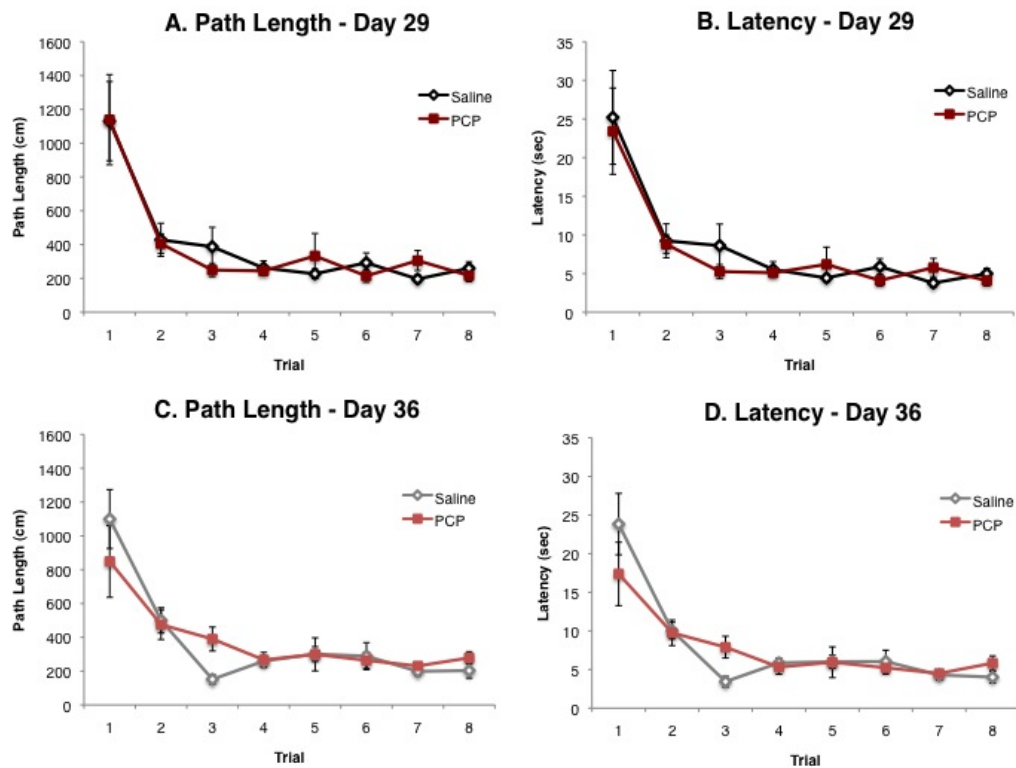 A. Path Length - Day 29
1600
1400
1200
1000
800
600
400
200
0
Path Length (cm)
Saline
PCP
1 2 3 4 5 6 7 8
Trial
B. Latency - Day 29
35
30
25
20
15
10
5
0
Latency (sec)
Saline
PCP
1 2 3 4 5 6 7 8
Trial
C. Path Length - Day 36
1600
1400
1200
1000
800
600
400
200
0
Path Length (cm)
Saline
PCP
1 2 3 4 5 6 7 8
Trial
D. Latency - Day 36
35
30
25
20
15
10
5
0
Latency (sec)
Saline
PCP
1 2 3 4 5 6 7 8
Trial